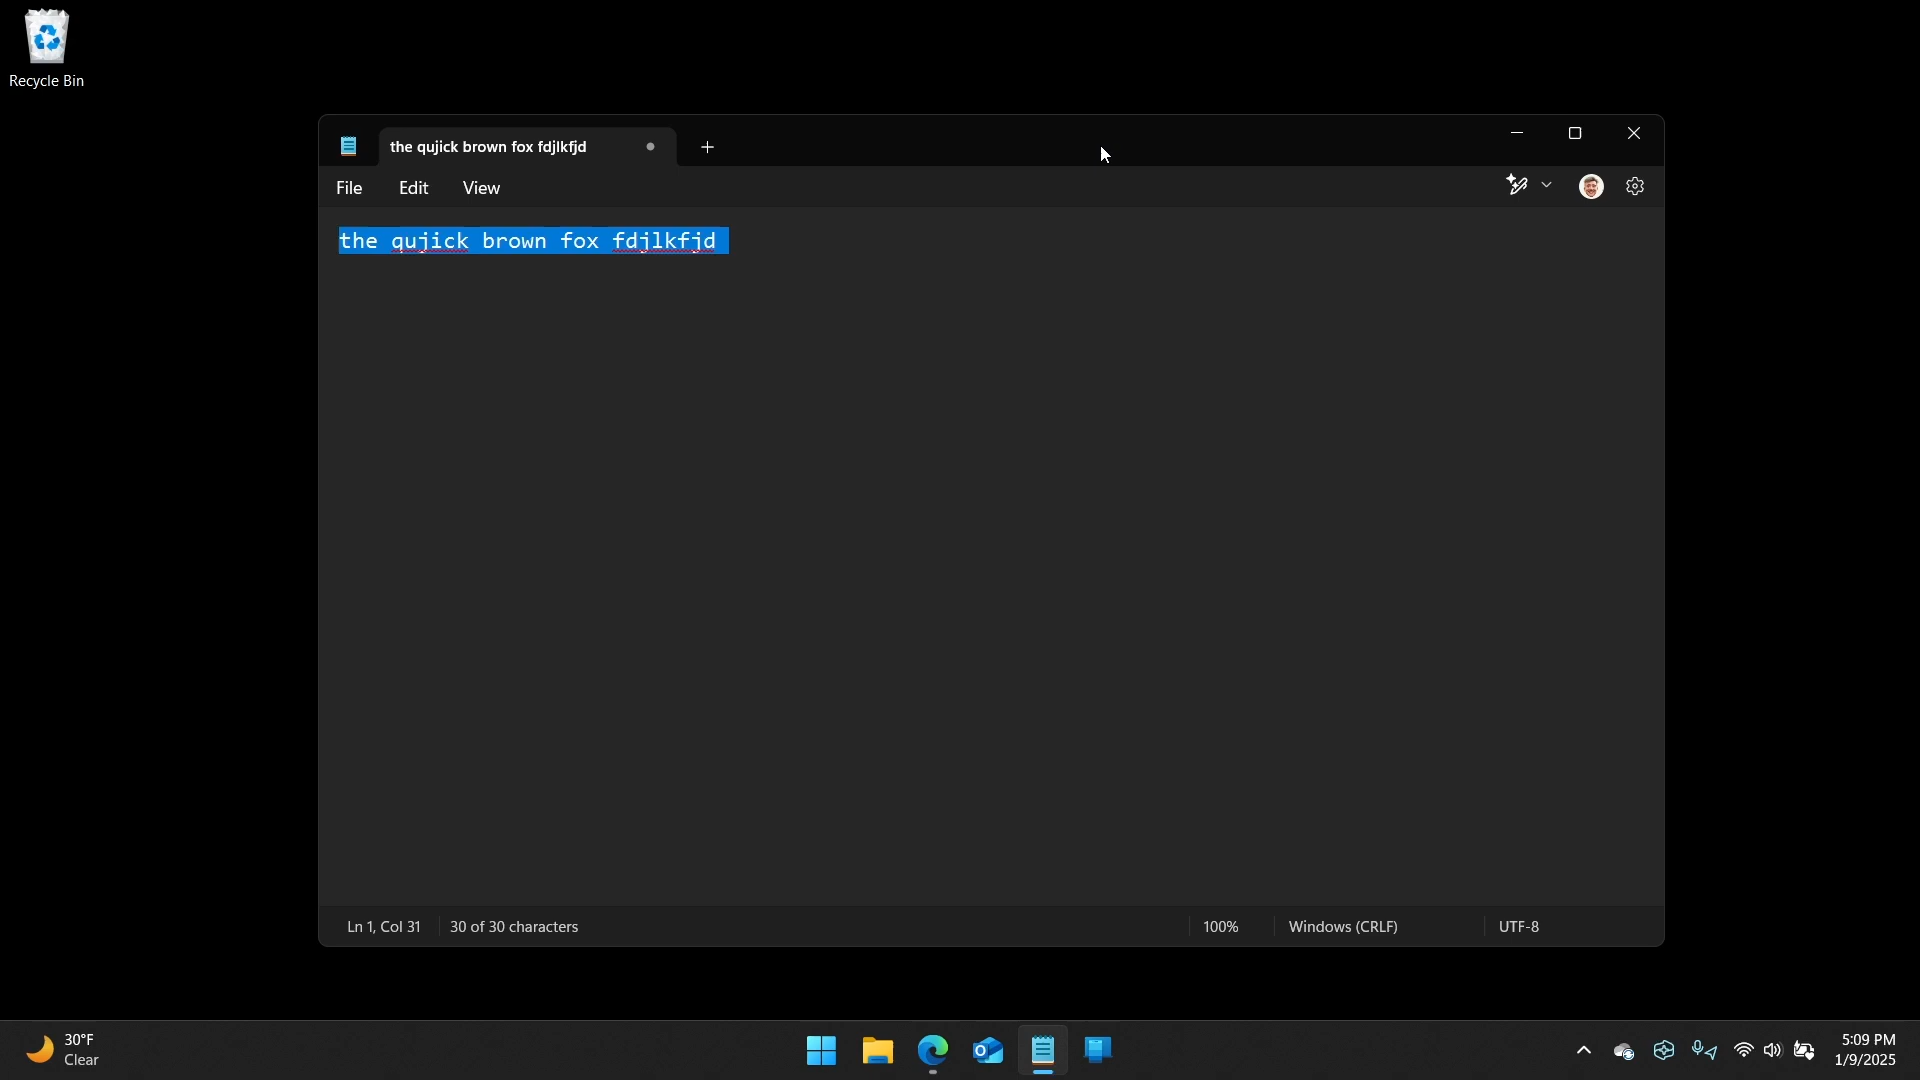 Recycle Bin
the qujick brown fox fdjlkfjd
File Edit View
the qujick brown fox fdjlkfjd
Ln 1, Col 31 30 of 30 characters 100% Windows (CRLF) UTF-8
30°F
Clear
5:09 PM
1/9/2025